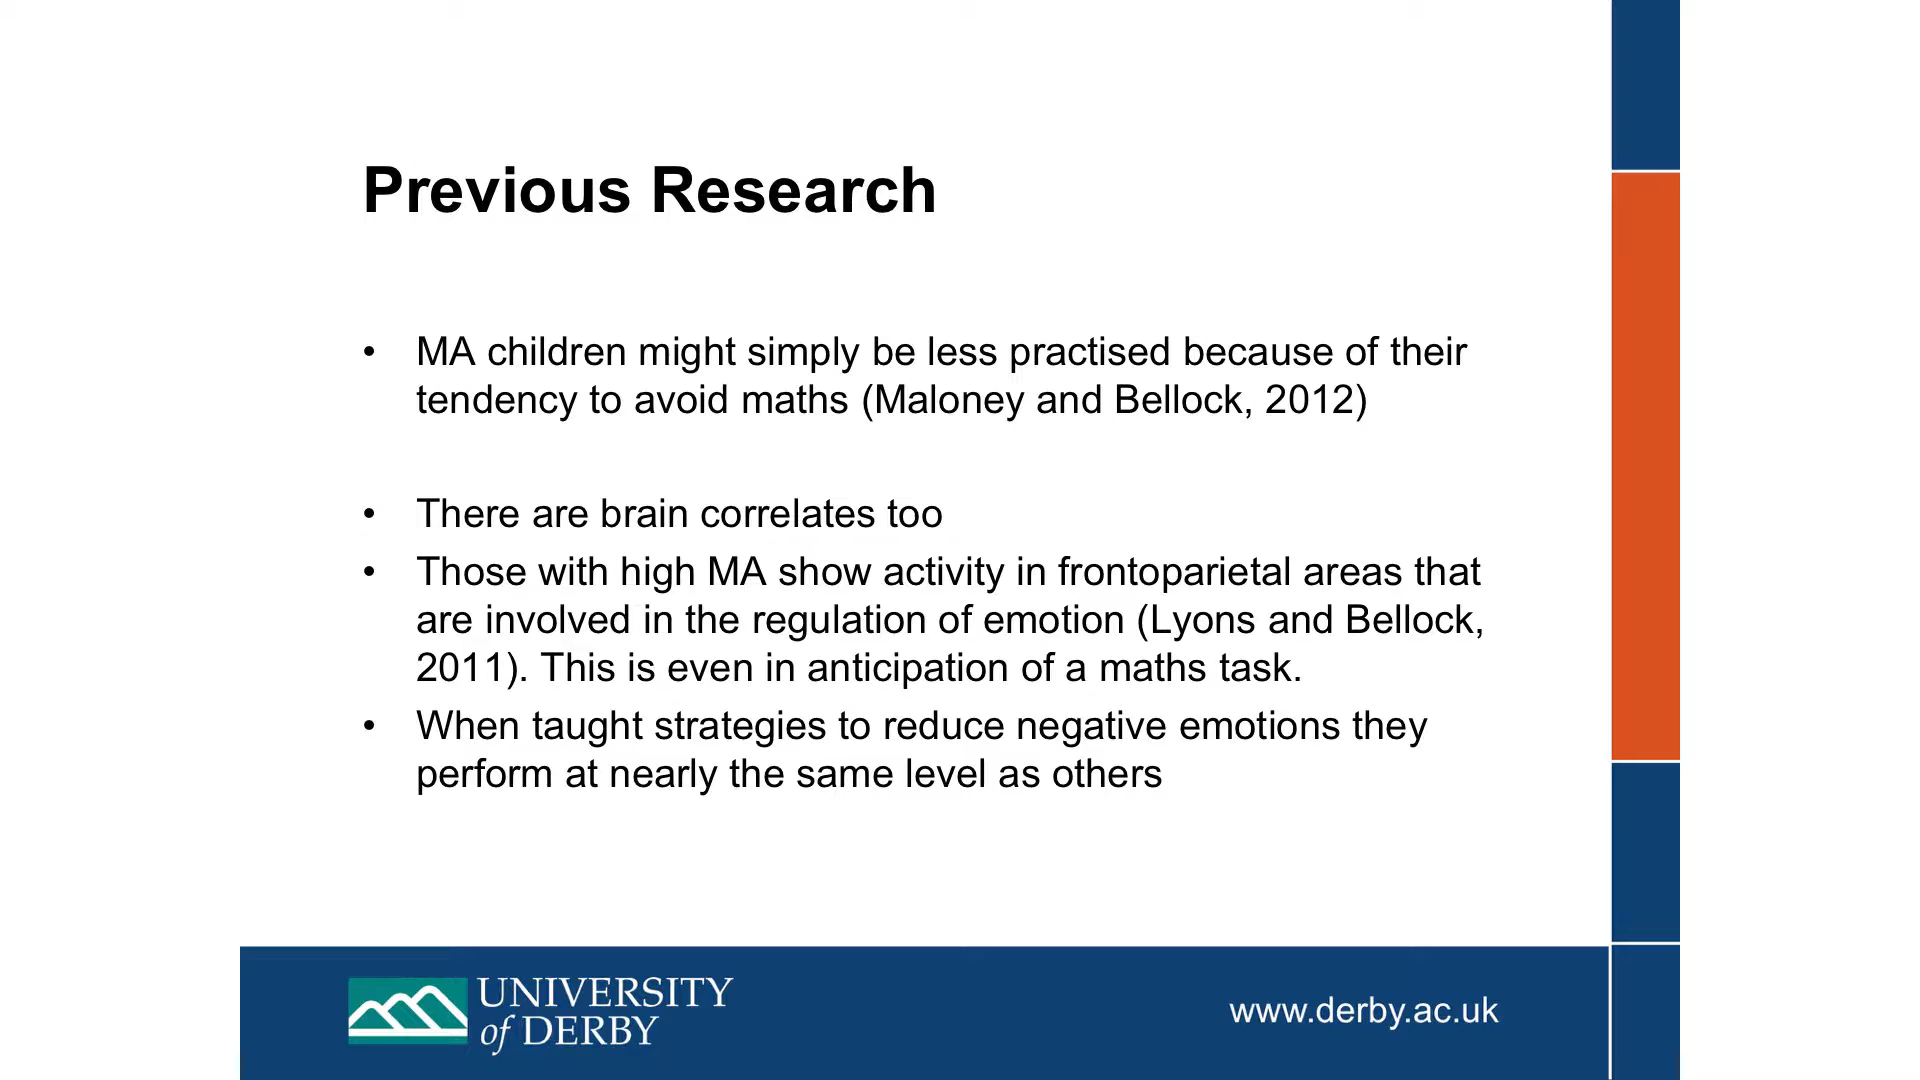 Previous Research
• MA children might simply be less practised because of their
tendency to avoid maths (Maloney and Bellock, 2012)
• There are brain correlates too
• Those with high MA show activity in frontoparietal areas that
are involved in the regulation of emotion (Lyons and Bellock,
2011). This is even in anticipation of a maths task.
• When taught strategies to reduce negative emotions they
perform at nearly the same level as others
UNIVERSITY
of DERBY
www.derby.ac.uk